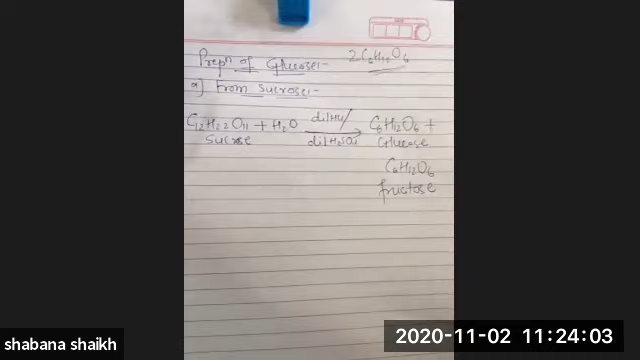 Prepn of Glucose:- 2C6H12O6
a) From Sucrose:-
C12H22O11 + H2O dil HCl/ dil H2SO4 → C6H12O6 +
Sucrose Glucose
C6H12O6
fructose
shabana shaikh
2020-11-02 11:24:03